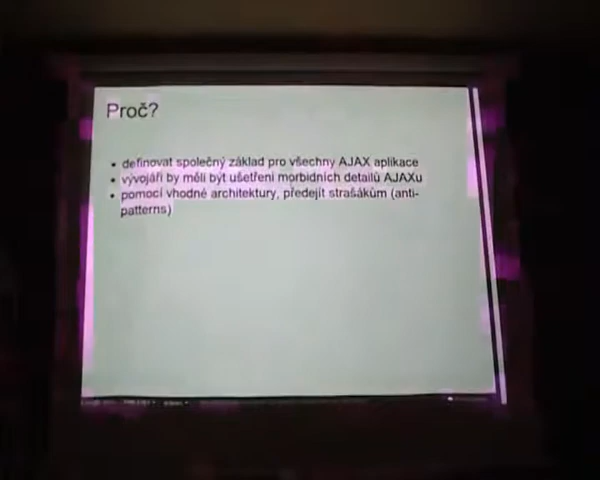 Proč?
• definovat společný základ pro všechny AJAX aplikace
• vývojáři by měli být ušetřeni morbidních detailů AJAXu
• pomocí vhodné architektury, předejít strašákům (anti-
patterns)